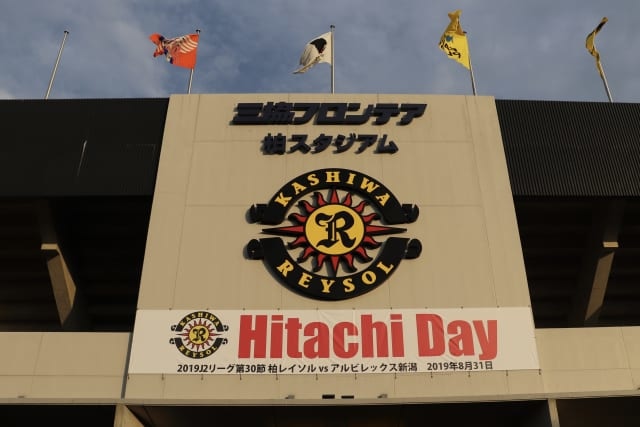 三協フロンテア
柏スタジアム
KASHIWA
R
REYSOL
Hitachi Day
2019J2リーグ第30節 柏レイソル vs アルビレックス新潟 2019年8月31日